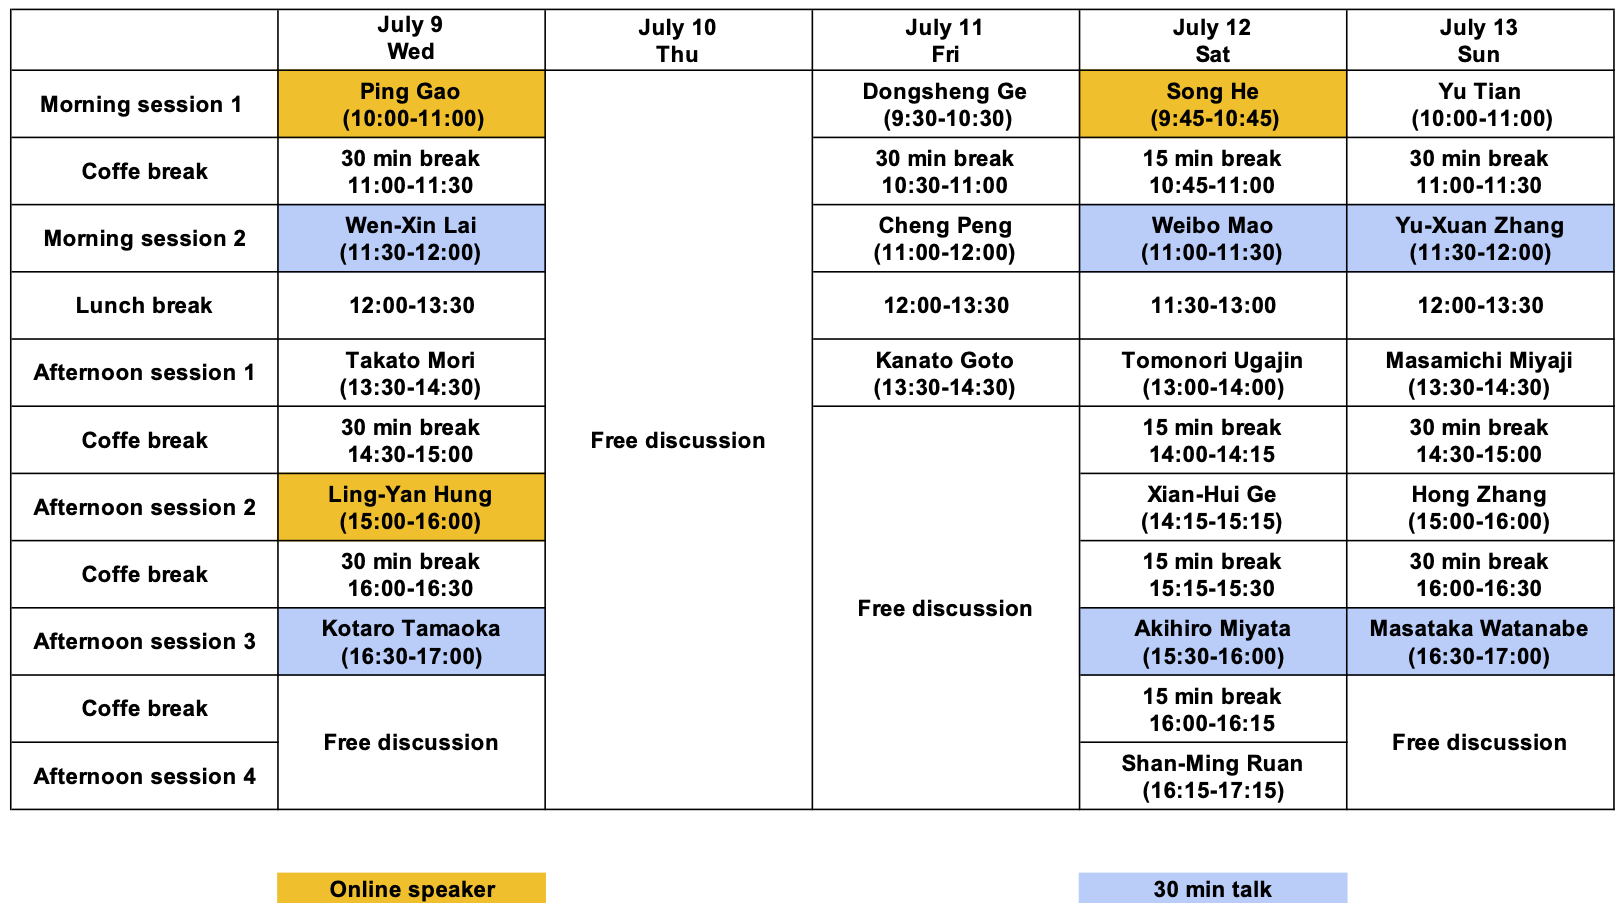 July 9
Wed
July 10
Thu
July 11
Fri
July 12
Sat
July 13
Sun
Morning session 1
Ping Gao
(10:00-11:00)
Dongsheng Ge
(9:30-10:30)
Song He
(9:45-10:45)
Yu Tian
(10:00-11:00)
Coffe break
30 min break
11:00-11:30
30 min break
10:30-11:00
15 min break
10:45-11:00
30 min break
11:00-11:30
Morning session 2
Wen-Xin Lai
(11:30-12:00)
Cheng Peng
(11:00-12:00)
Weibo Mao
(11:00-11:30)
Yu-Xuan Zhang
(11:30-12:00)
Lunch break
12:00-13:30
12:00-13:30
11:30-13:00
12:00-13:30
Afternoon session 1
Takato Mori
(13:30-14:30)
Kanato Goto
(13:30-14:30)
Tomonori Ugajin
(13:00-14:00)
Masamichi Miyaji
(13:30-14:30)
Coffe break
30 min break
14:30-15:00
Free discussion
15 min break
14:00-14:15
30 min break
14:30-15:00
Afternoon session 2
Ling-Yan Hung
(15:00-16:00)
Xian-Hui Ge
(14:15-15:15)
Hong Zhang
(15:00-16:00)
Coffe break
30 min break
16:00-16:30
Free discussion
15 min break
15:15-15:30
30 min break
16:00-16:30
Afternoon session 3
Kotaro Tamaoka
(16:30-17:00)
Akihiro Miyata
(15:30-16:00)
Masataka Watanabe
(16:30-17:00)
Coffe break
Free discussion
15 min break
16:00-16:15
Free discussion
Afternoon session 4
Shan-Ming Ruan
(16:15-17:15)
Online speaker
30 min talk